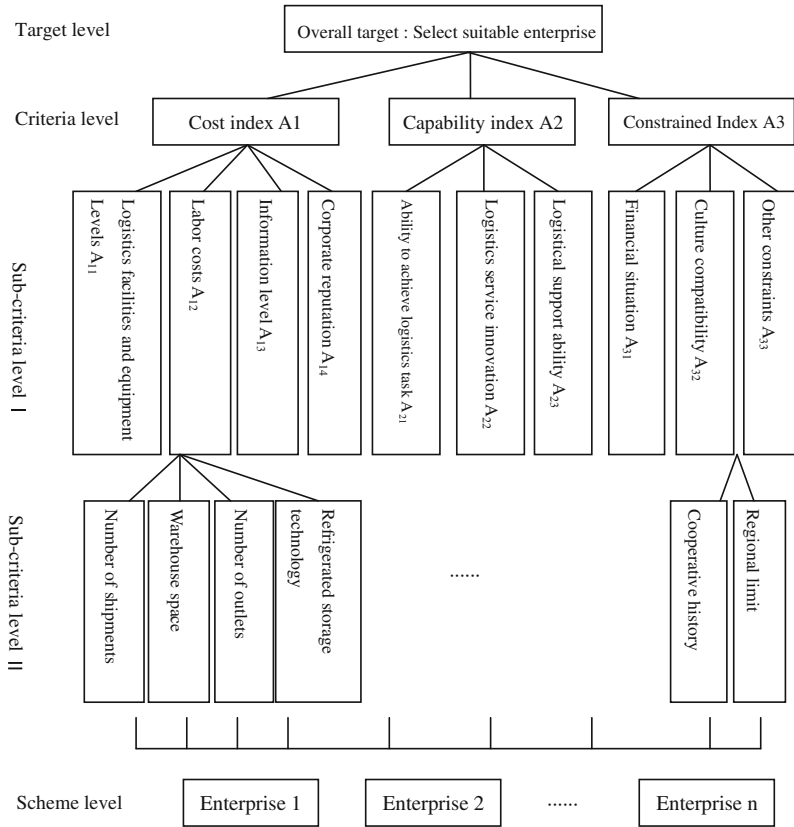 Target level
Overall target : Select suitable enterprise
Criteria level
Cost index A1
Capability index A2
Constrained Index A3
Sub-criteria level I
Logistics facilities and equipment
Levels A11
Labor costs A12
Information level A13
Corporate reputation A14
Ability to achieve logistics task A21
Logistics service innovation A22
Logistical support ability A23
Financial situation A31
Culture compatibility A32
Other constraints A33
Sub-criteria level II
Number of shipments
Warehouse space
Number of outlets
Refrigerated storage
technology
......
Cooperative history
Regional limit
Scheme level
Enterprise 1
Enterprise 2
......
Enterprise n